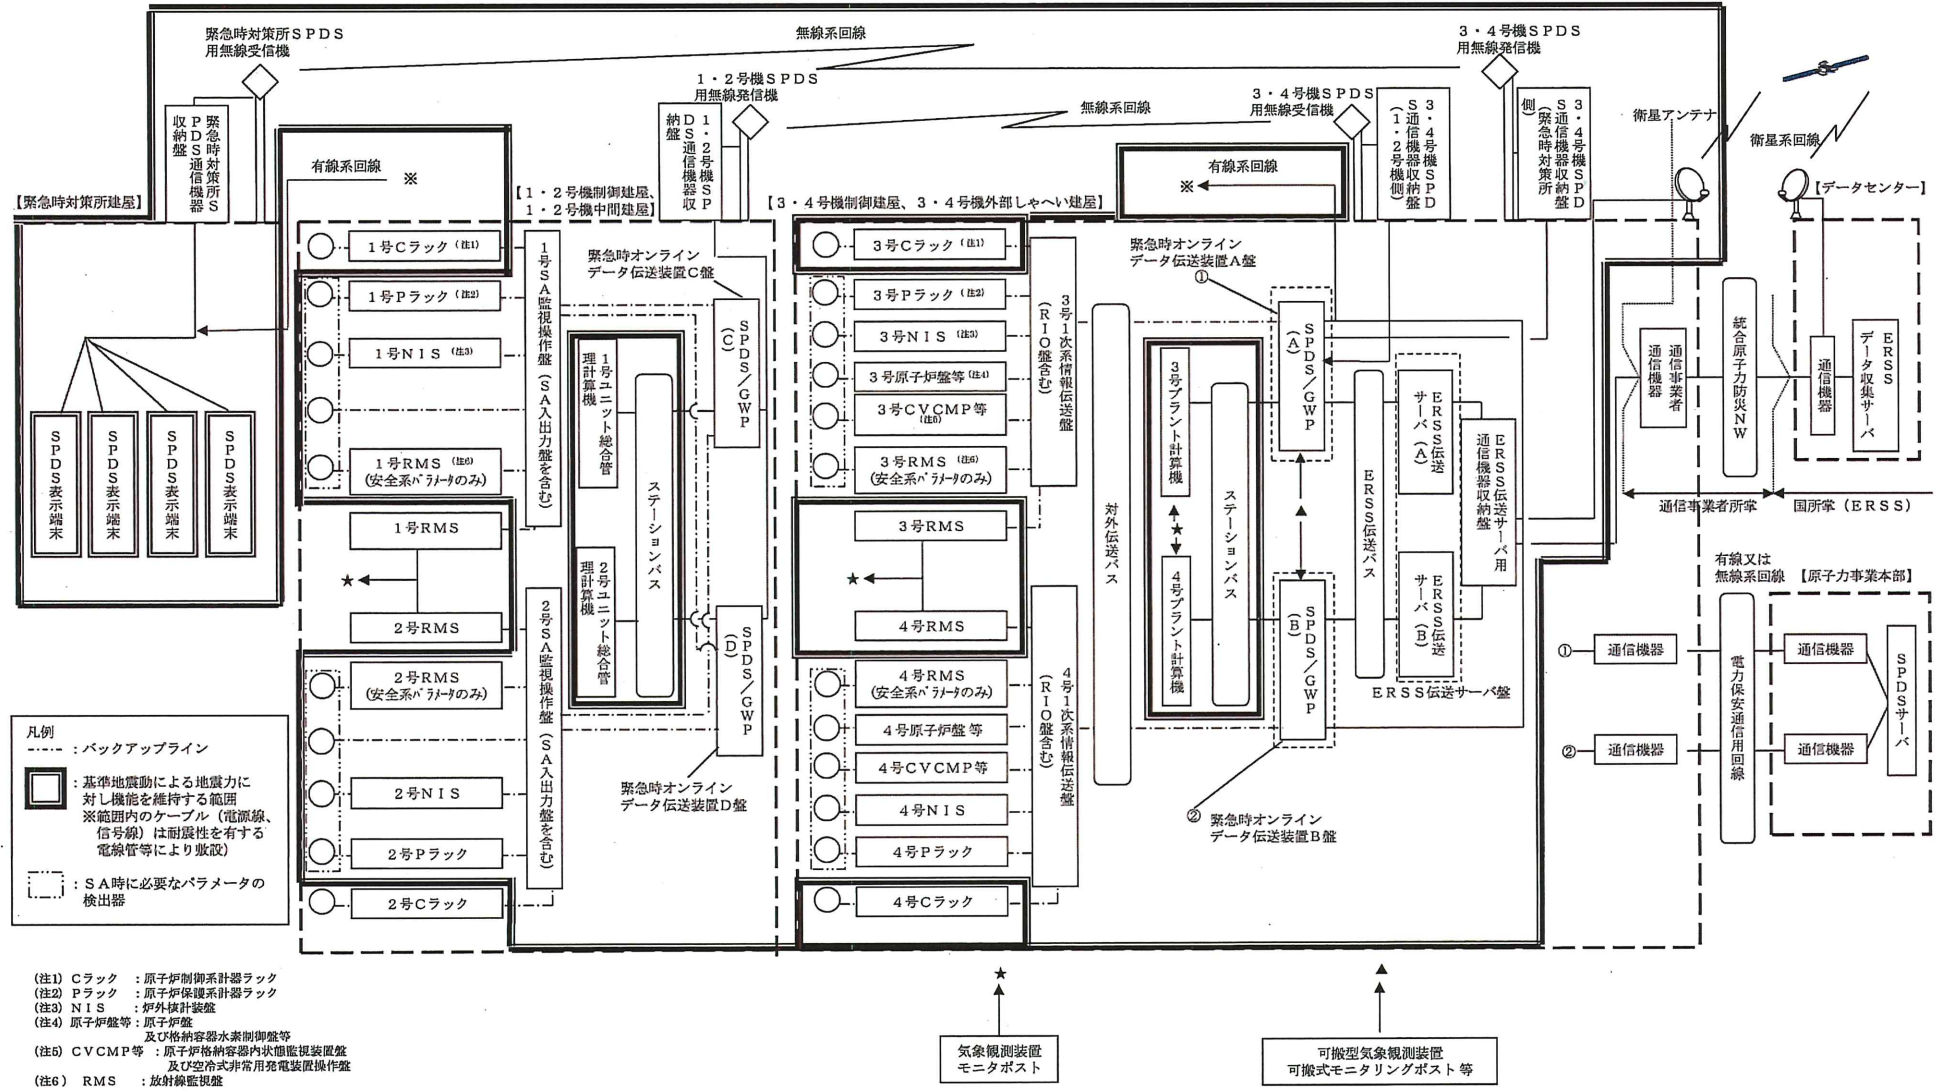 緊急時対策所SPDS
用無線受信機
無線系回線
3・4号機SPDS
用無線発信機
1・2号機SPDS
用無線発信機
無線系回線
3・4号機SPDS
用無線受信機
緊急時対策所S
PDS通信機器
収納盤
1・2号機SP
DS通信機器収
納盤
3・4号機SPD
S通信機器収納盤
(1・2号機側)
3・4号機SPD
S通信機器収納盤
(緊急時対策所
側)
衛星アンテナ
衛星系回線
有線系回線
※
有線系回線
※
【緊急時対策所建屋】
【1・2号機制御建屋、
1・2号機中間建屋】
【3・4号機制御建屋、3・4号機外部しゃへい建屋】
【データセンター】
SPDS表示端末
SPDS表示端末
SPDS表示端末
SPDS表示端末
1号Cラック(注1)
1号Pラック(注2)
1号NIS(注3)
1号RMS(注6)
(安全系パラメータのみ)
1号RMS
★
2号RMS
2号RMS
(安全系パラメータのみ)
2号NIS
2号Pラック
2号Cラック
1号SA監視操作盤(SA入出力盤を含む)
2号SA監視操作盤(SA入出力盤を含む)
1号ユニット総合管
理計算機
2号ユニット総合管
理計算機
ステーションバス
緊急時オンライン
データ伝送装置C盤
SPDS/GWP
(C)
SPDS/GWP
(D)
緊急時オンライン
データ伝送装置D盤
3号Cラック(注1)
3号Pラック(注2)
3号NIS(注3)
3号原子炉盤等(注4)
3号CVCMP等
(注5)
3号RMS(注6)
(安全系パラメータのみ)
3号RMS
★
4号RMS
4号RMS
(安全系パラメータのみ)
4号原子炉盤等
4号CVCMP等
4号NIS
4号Pラック
4号Cラック
3号1次系情報伝送盤
(RIO盤含む)
4号1次系情報伝送盤
(RIO盤含む)
対外伝送バス
緊急時オンライン
データ伝送装置A盤
①
3号プラント計算機
★
4号プラント計算機
ステーションバス
SPDS/GWP
(A)
▲
SPDS/GWP
(B)
② 緊急時オンライン
データ伝送装置B盤
ERSS伝送バス
ERSS伝送
サーバ(A)
ERSS伝送
サーバ(B)
ERSS伝送サーバ盤
ERSS伝送サーバ用
通信機器収納盤
通信事業者
通信機器
統合原子力防災NW
通信機器
ERSS
データ収集サーバ
通信事業者所掌
国所掌(ERSS)
有線又は
無線系回線
【原子力事業本部】
① 通信機器
② 通信機器
電力保安通信用回線
通信機器
通信機器
SPDSサーバ
凡例
:バックアップライン
:基準地震動による地震力に
対し機能を維持する範囲
※範囲内のケーブル(電源線、
信号線)は耐震性を有する
電線管等により敷設)
:SA時に必要なパラメータの
検出器
(注1) Cラック :原子炉制御系計器ラック
(注2) Pラック :原子炉保護系計器ラック
(注3) NIS :炉外核計装盤
(注4) 原子炉盤等:原子炉盤
及び格納容器水素制御盤等
(注5) CVCMP等 :原子炉格納容器内状態監視装置盤
及び空冷式非常用発電装置操作盤
(注6) RMS :放射線監視盤
★
気象観測装置
モニタポスト
▲
可搬型気象観測装置
可搬式モニタリングポスト等